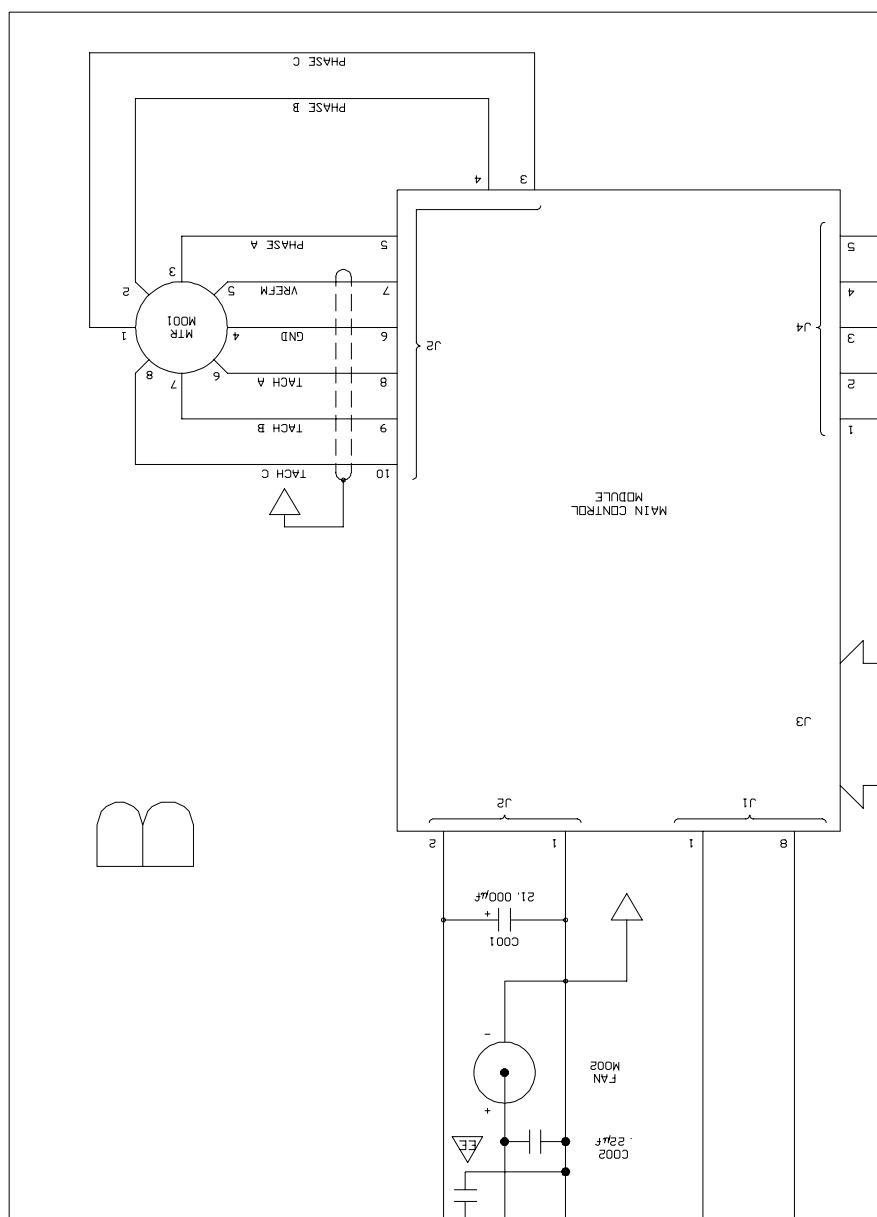 EE
C002
.22µF
+
FAN
M002
-
C001
21.000µF
+
8
1
1
2
J1
J2
B
J3
MAIN CONTROL
MODULE
10
TACH C
1
9
TACH B
2
8
TACH A
6
7
8
J4
J2
3
6
GND
4
MTR
M001
1
4
7
VREFM
5
2
5
5
PHASE A
3
3
4
PHASE B
PHASE C